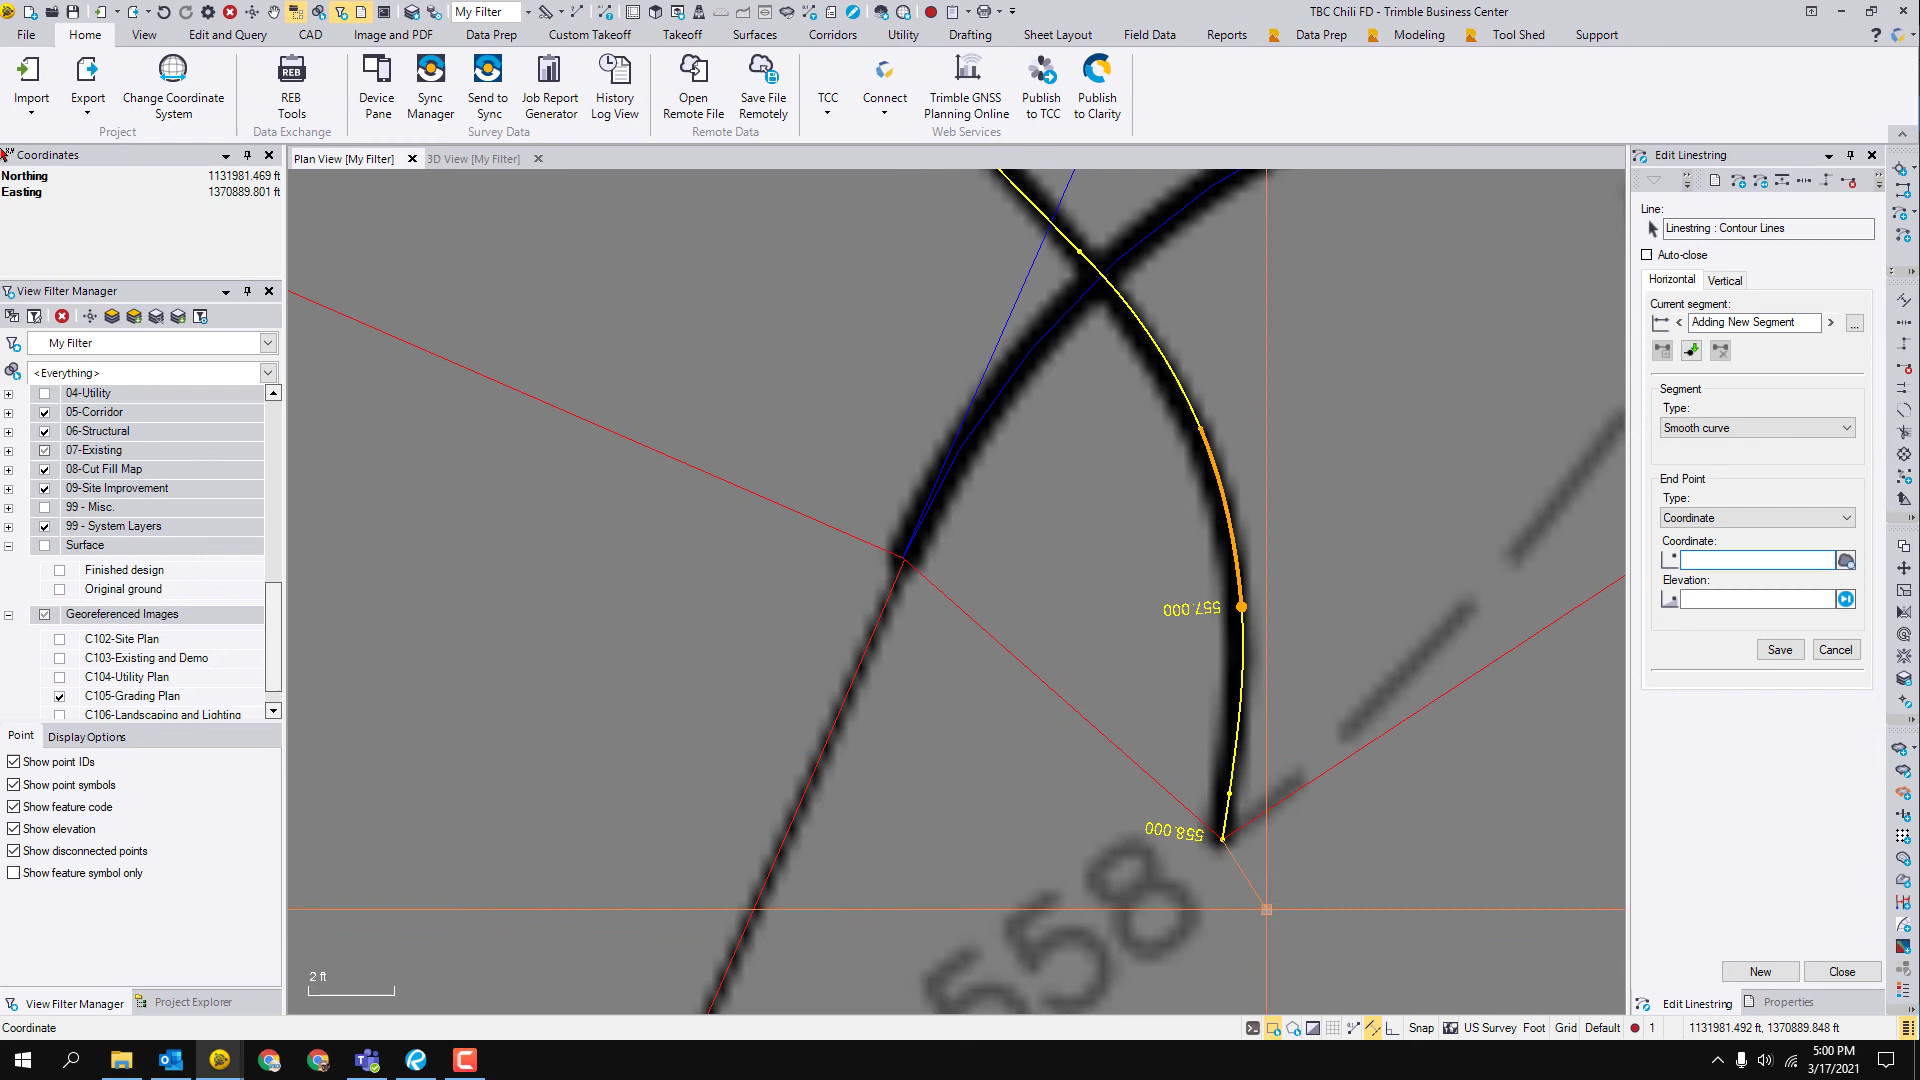 My Filter
TBC Chili FD - Trimble Business Center
File Home View Edit and Query CAD Image and PDF Data Prep Custom Takeoff Takeoff Surfaces Corridors Utility Drafting Sheet Layout Field Data Reports Data Prep Modeling Tool Shed Support
REB
Import Export Change Coordinate System REB Tools Device Pane Sync Manager Send to Sync Job Report Generator History Log View Open Remote File Save File Remotely TCC Connect Trimble GNSS Planning Online Publish to TCC Publish to Clarity
Project Data Exchange Survey Data Remote Data Web Services
Coordinates
Northing 1131981.469 ft
Easting 1370889.801 ft
View Filter Manager
My Filter
<Everything>
04-Utility
05-Corridor
06-Structural
07-Existing
08-Cut Fill Map
09-Site Improvement
99 - Misc.
99 - System Layers
Surface
Finished design
Original ground
Georeferenced Images
C102-Site Plan
C103-Existing and Demo
C104-Utility Plan
C105-Grading Plan
C106-Landscaping and Lighting
Point Display Options
Show point IDs
Show point symbols
Show feature code
Show elevation
Show disconnected points
Show feature symbol only
View Filter Manager Project Explorer
Coordinate
Plan View [My Filter] 3D View [My Filter]
557.000
558.000
558
2 ft
Edit Linestring
Line:
Linestring : Contour Lines
Auto-close
Horizontal Vertical
Current segment:
< Adding New Segment > ...
Segment
Type:
Smooth curve
End Point
Type:
Coordinate
Coordinate:
Elevation:
Save Cancel
New Close
Edit Linestring Properties
Snap US Survey Foot Grid Default 1 1131981.492 ft, 1370889.848 ft
5:00 PM
3/17/2021